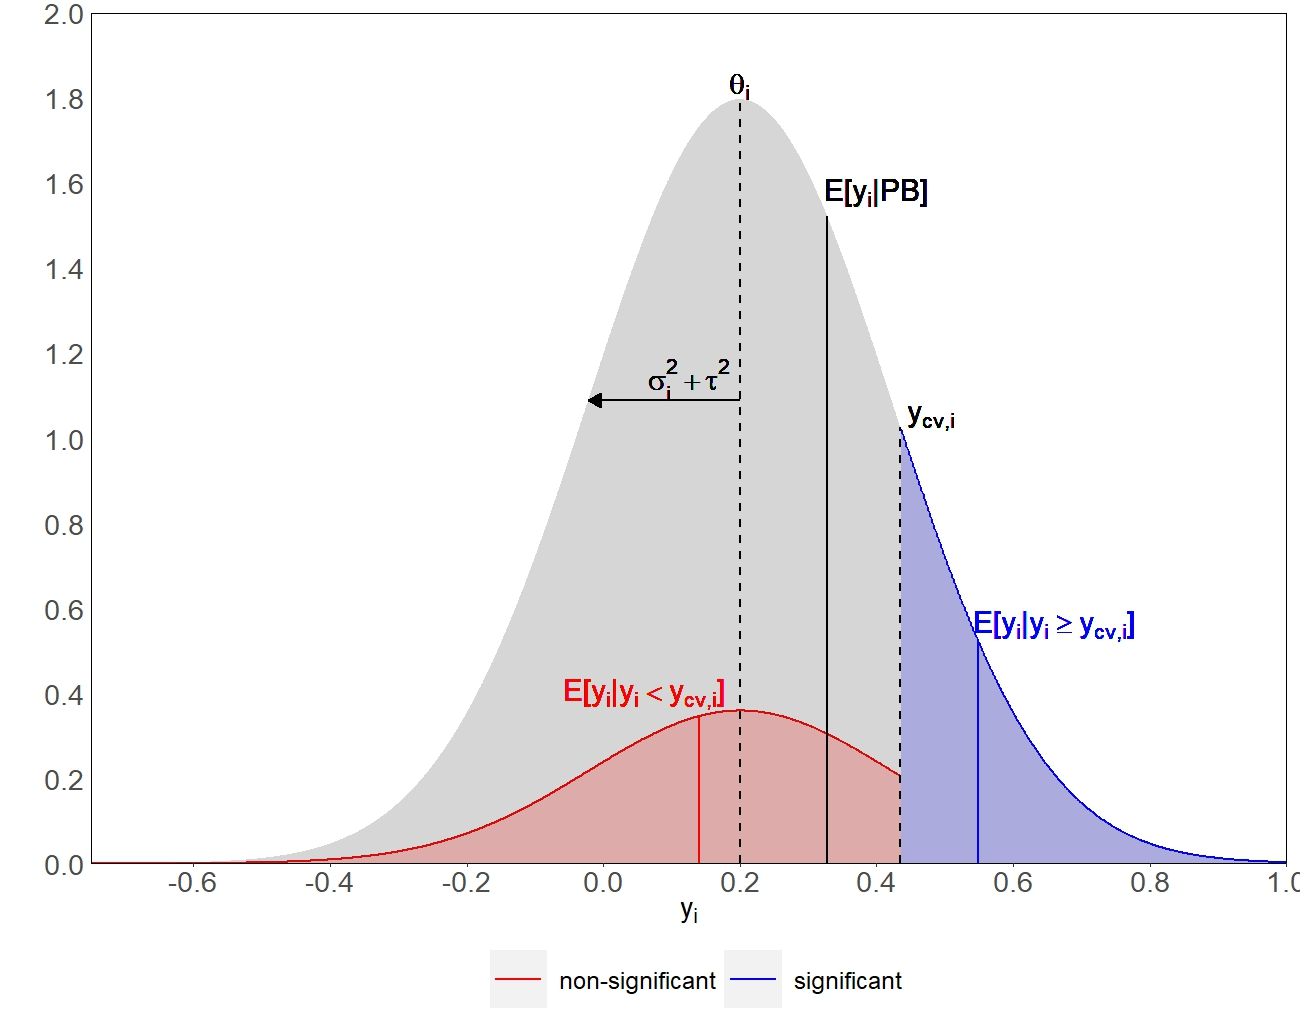 2.0
1.8
1.6
1.4
1.2
1.0
0.8
0.6
0.4
0.2
0.0
θi
E[yi|PB]
σi² + τ²
ycv,i
E[yi|yi ≥ ycv,i]
E[yi|yi < ycv,i]
-0.6 -0.4 -0.2 0.0 0.2 0.4 0.6 0.8 1.0
yi
non-significant significant